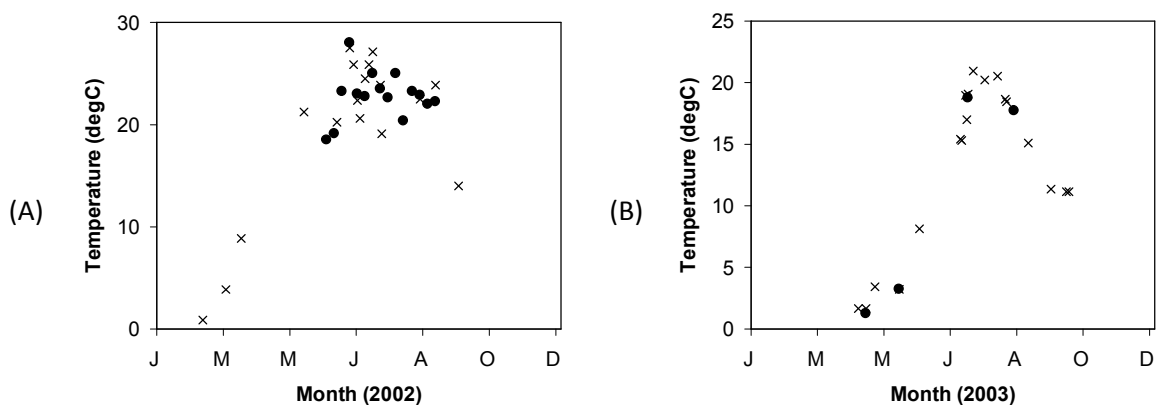 (A)
Temperature (degC)
30
20
10
0
J M M J A O D
Month (2002)
(B)
Temperature (degC)
25
20
15
10
5
0
J M M J A O D
Month (2003)